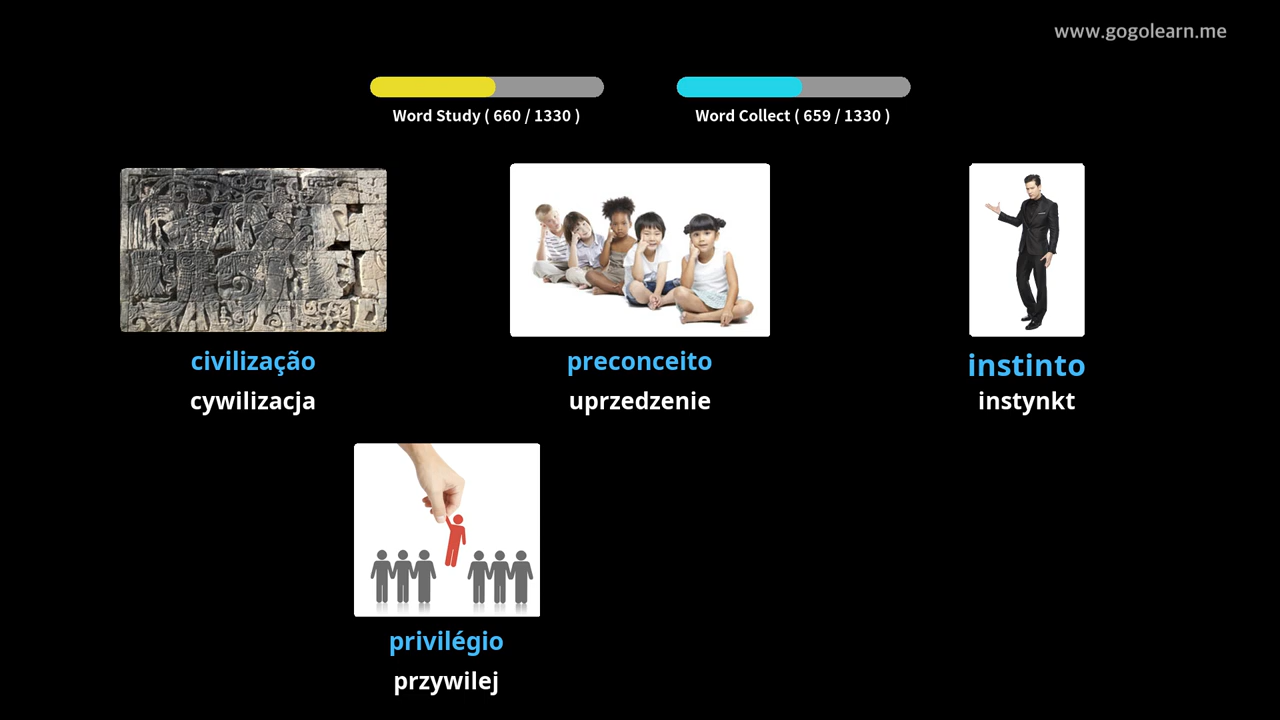 www.gogolearn.me
Word Study ( 660 / 1330 )
Word Collect ( 659 / 1330 )
civilização
cywilizacja
preconceito
uprzedzenie
instinto
instynkt
privilégio
przywilej